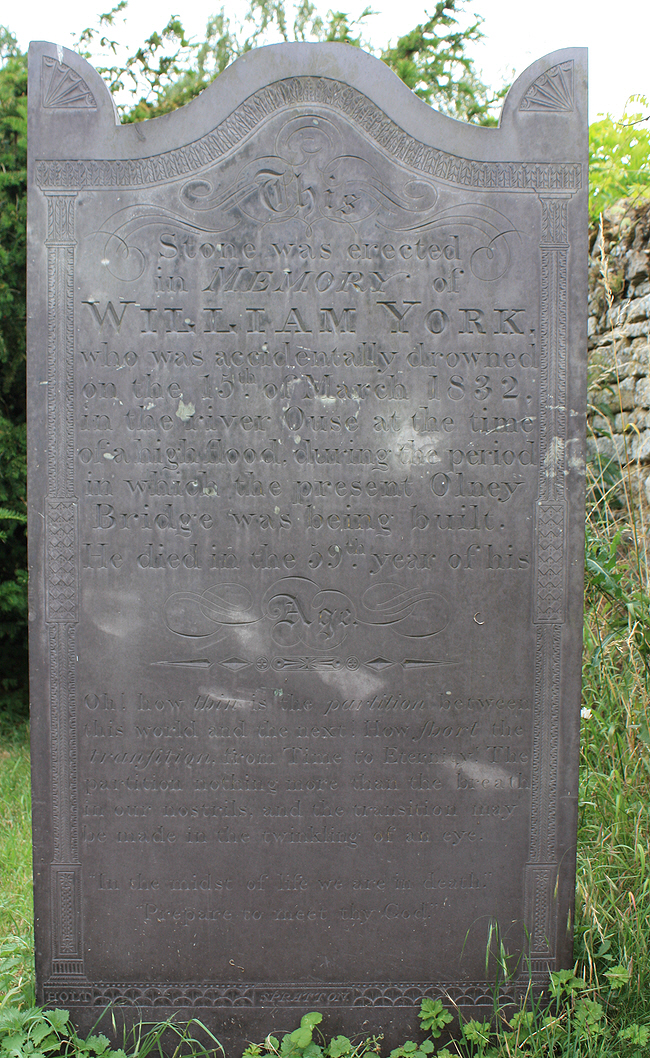 This
Stone was erected
in MEMORY of
WILLIAM YORK.
who was accidentally drowned
on the 15th. of March 1832.
in the river Ouse at the time
of a high flood, during the period
in which the present Olney
Bridge was being built.
He died in the 59th. year of his
Age.
Oh! how thin is the partition between
this world and the next! How short the
transition, from Time to Eternity! The
partition nothing more than the breath
in our nostrils, and the transition may
be made in the twinkling of an eye.
"In the midst of life we are in death."
"Prepare to meet thy God."
HOLT SPRATTON